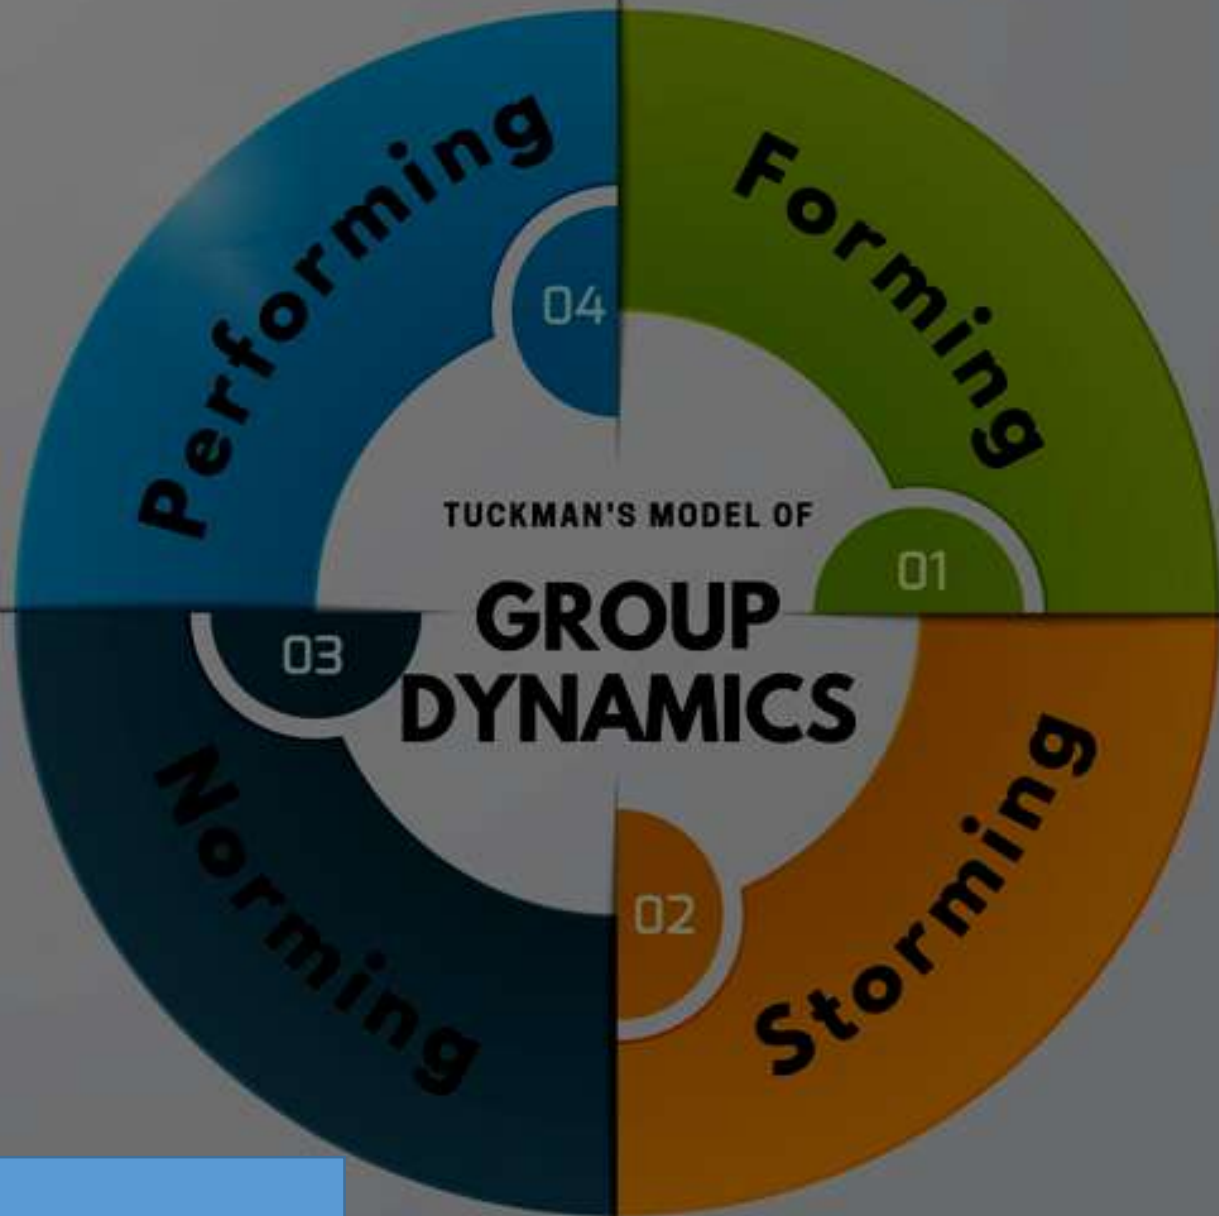 TUCKMAN'S MODEL OF
GROUP
DYNAMICS
01
Forming
02
Storming
03
Norming
04
Performing